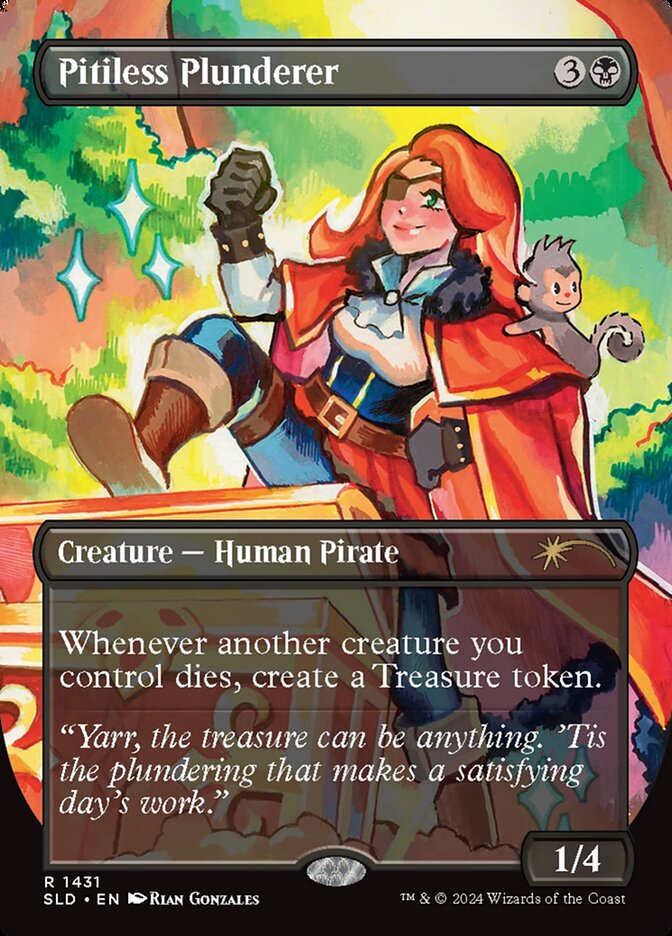 Pitiless Plunderer 3
Creature — Human Pirate
Whenever another creature you
control dies, create a Treasure token.
“Yarr, the treasure can be anything. ’Tis
the plundering that makes a satisfying
day’s work.”
1/4
R 1431
SLD • EN Rian Gonzales
™ & © 2024 Wizards of the Coast